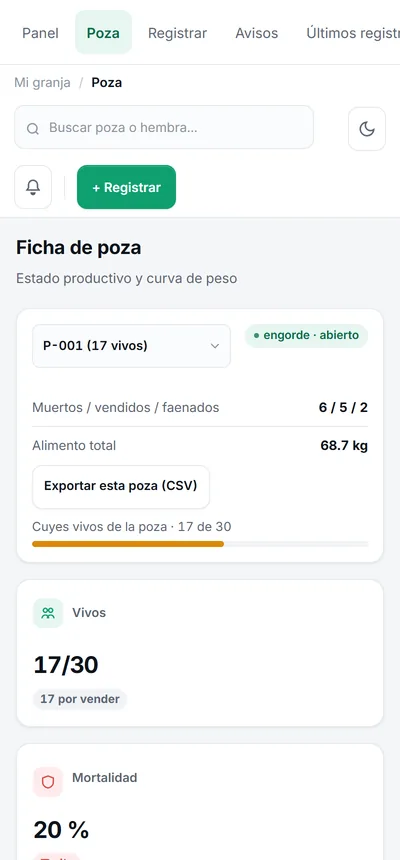 Panel Poza Registrar Avisos Últimos registr
Mi granja / Poza
Buscar poza o hembra...
+ Registrar
Ficha de poza
Estado productivo y curva de peso
P-001 (17 vivos)
engorde · abierto
Muertos / vendidos / faenados 6 / 5 / 2
Alimento total 68.7 kg
Exportar esta poza (CSV)
Cuyes vivos de la poza · 17 de 30
Vivos
17/30
17 por vender
Mortalidad
20 %